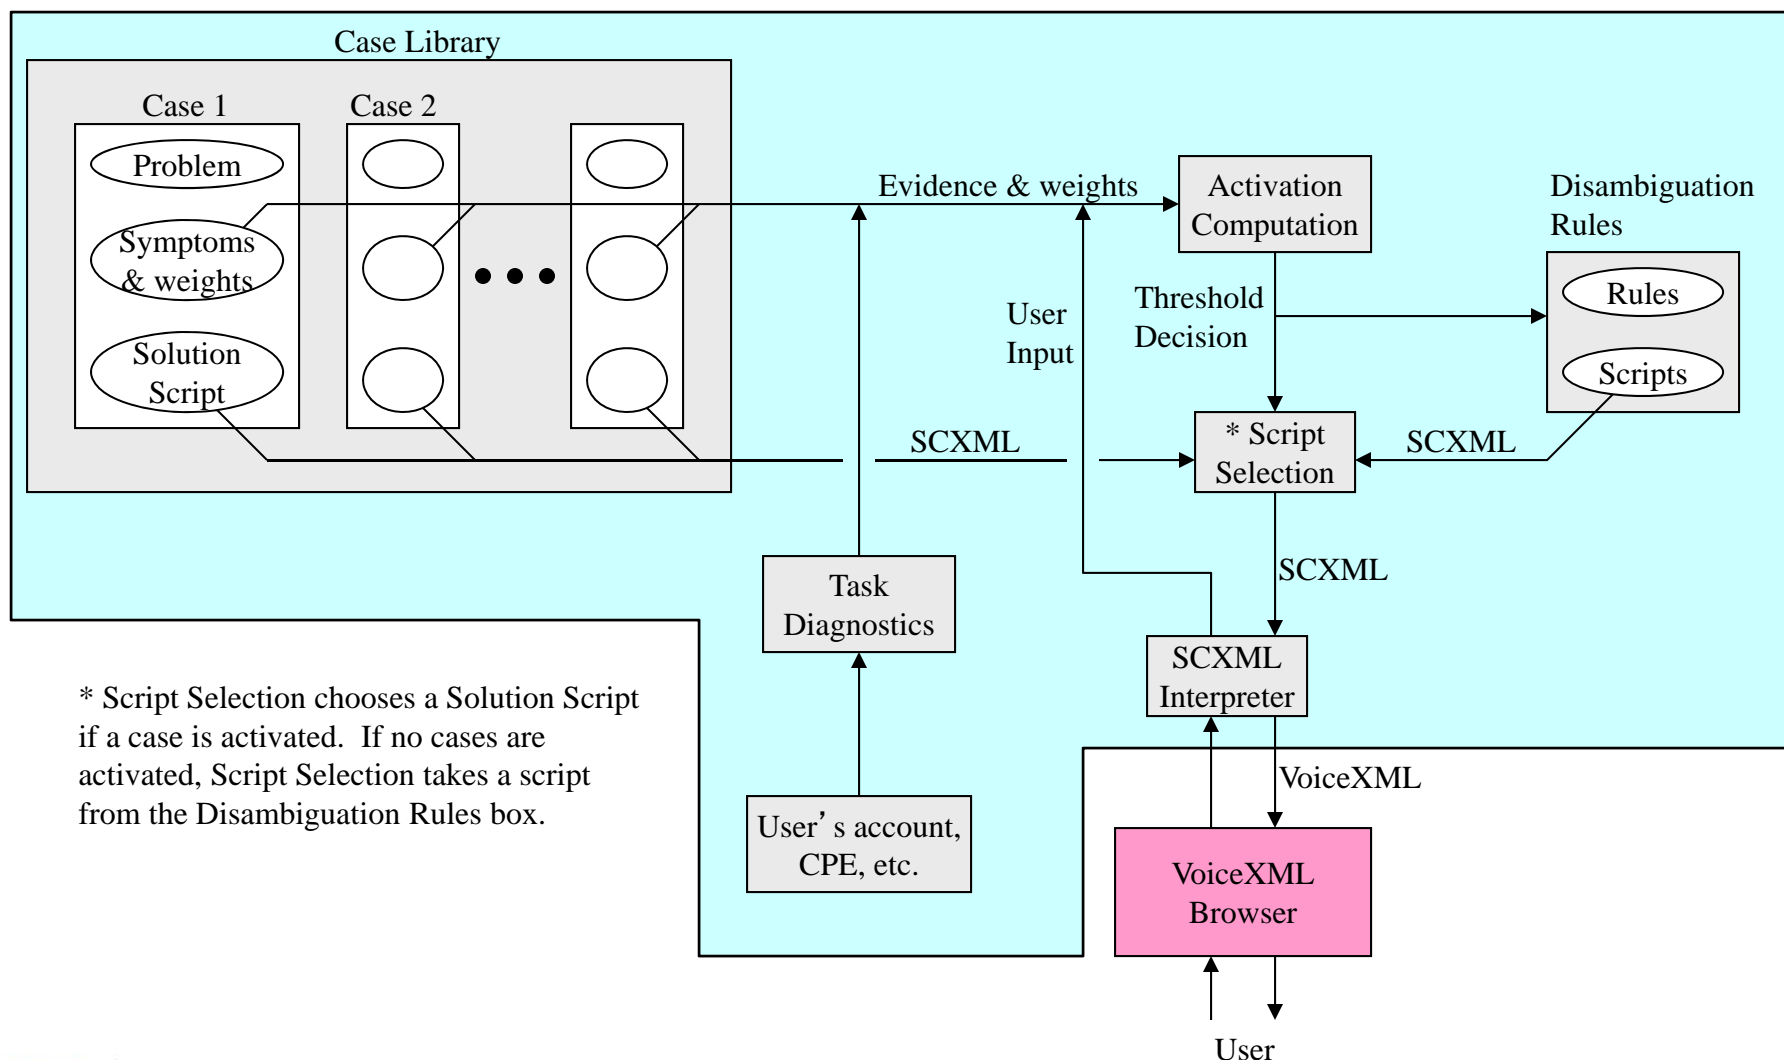 Case Library
Case 1
Case 2
Problem
Symptoms
& weights
Solution
Script
Evidence & weights
Activation
Computation
Disambiguation
Rules
Rules
Scripts
User
Input
Threshold
Decision
SCXML
* Script
Selection
SCXML
SCXML
Task
Diagnostics
SCXML
Interpreter
* Script Selection chooses a Solution Script
if a case is activated.  If no cases are
activated, Script Selection takes a script
from the Disambiguation Rules box.
User’s account,
CPE, etc.
VoiceXML
VoiceXML
Browser
User